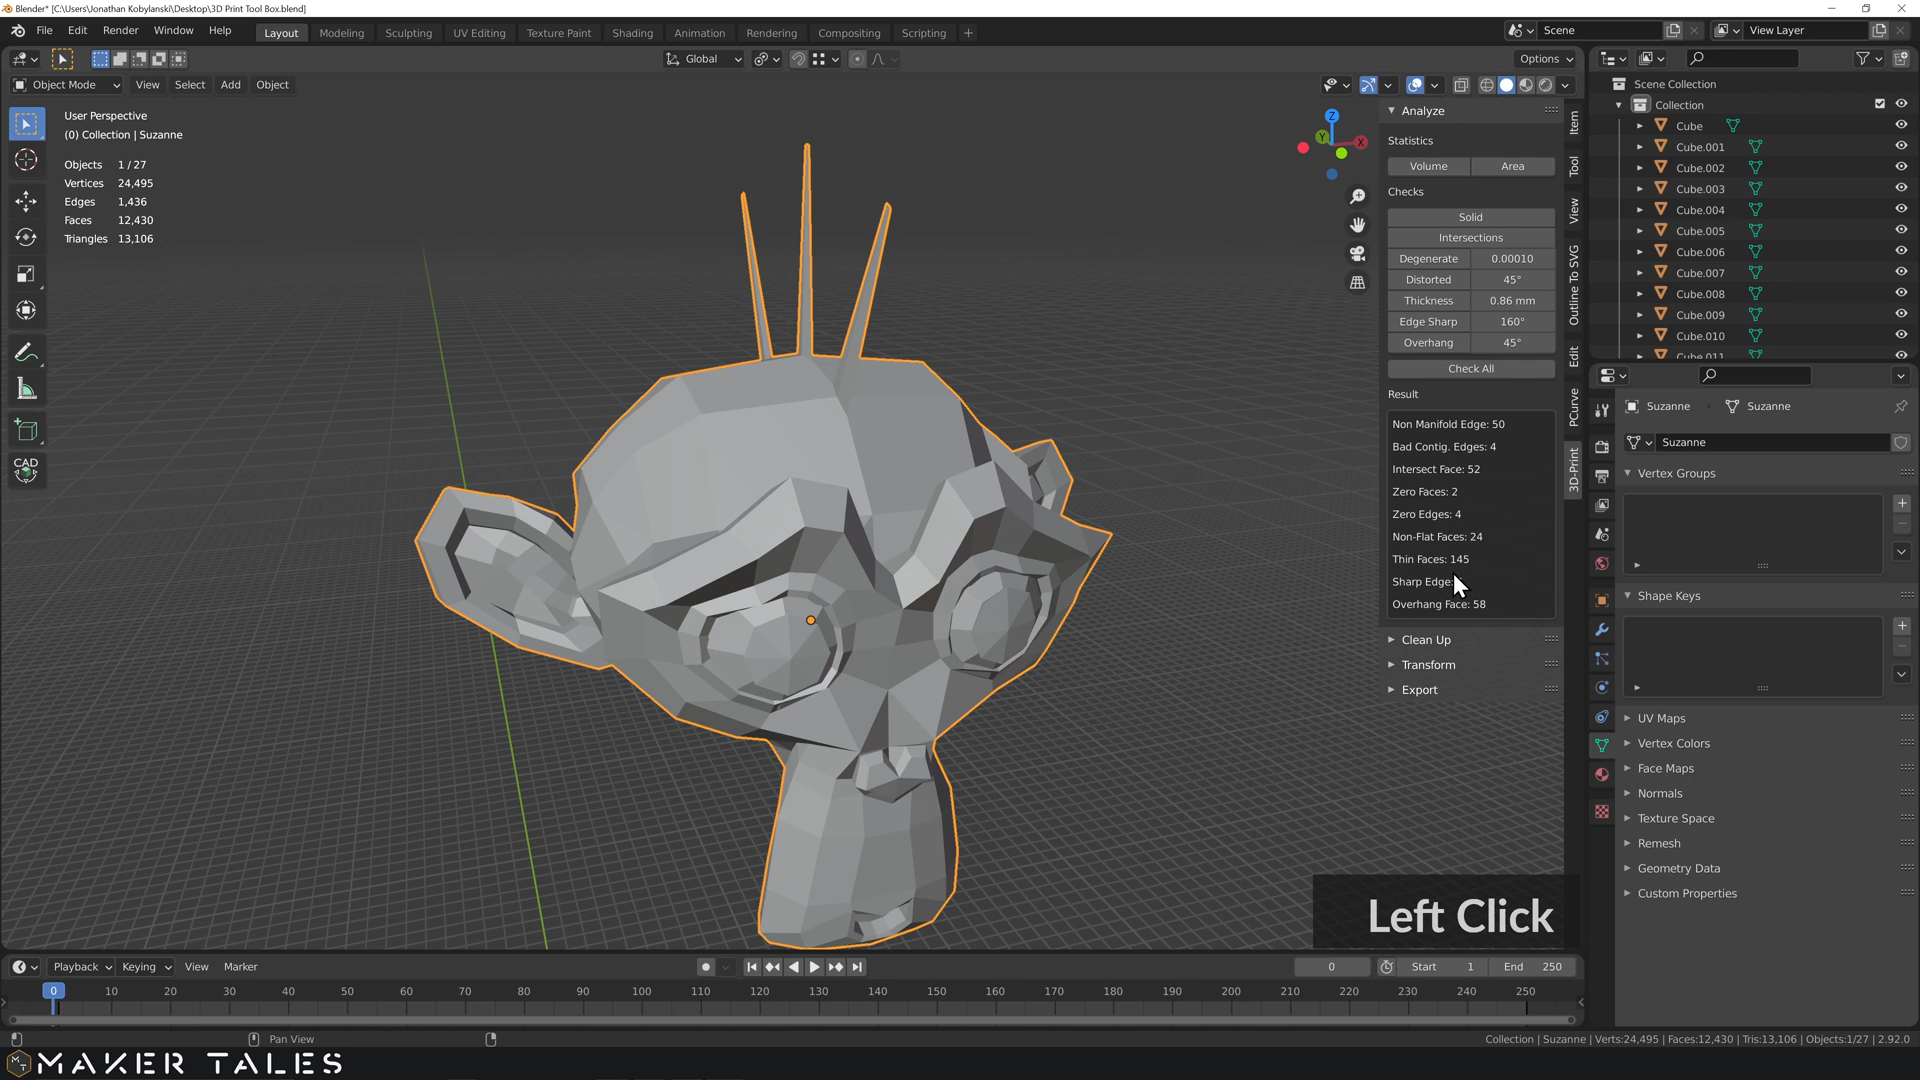 Blender* [C:\Users\Jonathan Kobylanski\Desktop\3D Print Tool Box.blend]
File Edit Render Window Help Layout Modeling Sculpting UV Editing Texture Paint Shading Animation Rendering Compositing Scripting + Scene View Layer
Global Options
Object Mode View Select Add Object
User Perspective
(0) Collection | Suzanne
Objects 1 / 27
Vertices 24,495
Edges 1,436
Faces 12,430
Triangles 13,106
CAD
Z
Y
X
Analyze
Statistics
Volume Area
Checks
Solid
Intersections
Degenerate 0.00010
Distorted 45°
Thickness 0.86 mm
Edge Sharp 160°
Overhang 45°
Check All
Result
Non Manifold Edge: 50
Bad Contig. Edges: 4
Intersect Face: 52
Zero Faces: 2
Zero Edges: 4
Non-Flat Faces: 24
Thin Faces: 145
Sharp Edge:
Overhang Face: 58
Clean Up
Transform
Export
Item
Tool
View
Outline To SVG
Edit
PCurve
3D-Print
Scene Collection
Collection
Cube
Cube.001
Cube.002
Cube.003
Cube.004
Cube.005
Cube.006
Cube.007
Cube.008
Cube.009
Cube.010
Cube.011
Suzanne Suzanne
Suzanne
Vertex Groups
Shape Keys
UV Maps
Vertex Colors
Face Maps
Normals
Texture Space
Remesh
Geometry Data
Custom Properties
Left Click
Playback Keying View Marker 0 Start 1 End 250
0 10 20 30 40 50 60 70 80 90 100 110 120 130 140 150 160 170 180 190 200 210 220 230 240 250
Pan View
Collection | Suzanne | Verts:24,495 | Faces:12,430 | Tris:13,106 | Objects:1/27 | 2.92.0
MT MAKER TALES